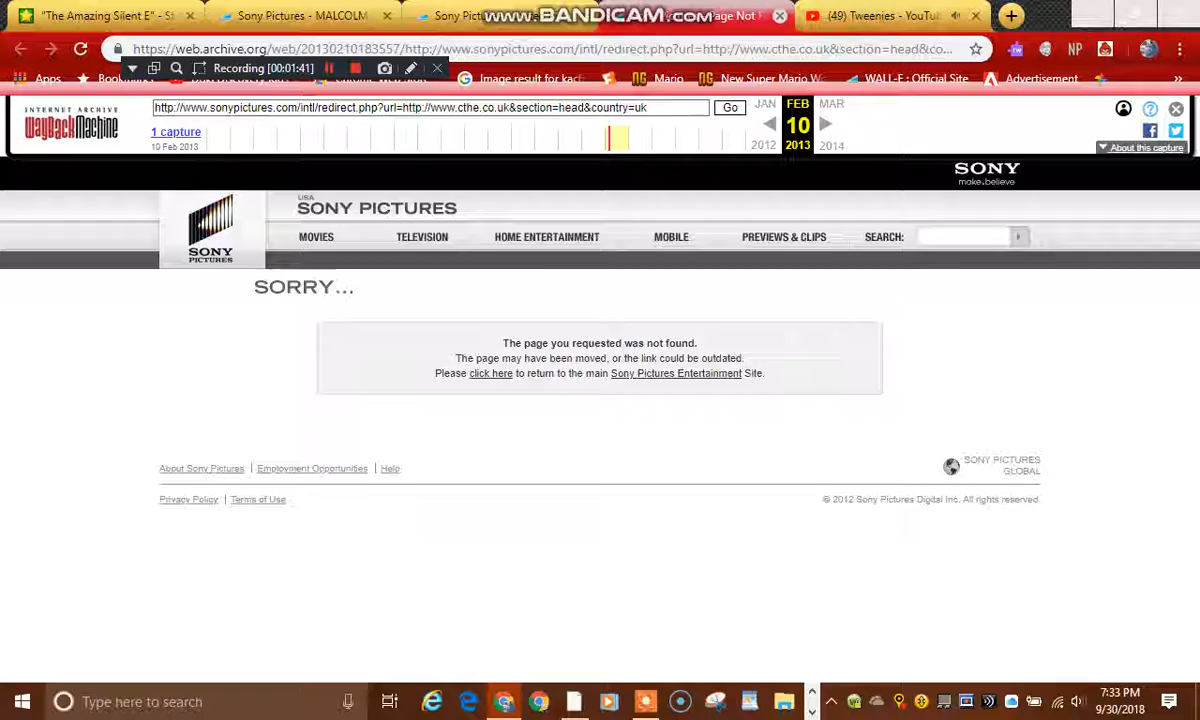 "The Amazing Silent E" - S
Sony Pictures - MALCOLM
Sony Pict
www.BANDICAM.com
Page Not F
(49) Tweenies - YouTu
https://web.archive.org/web/20130210183557/http://www.sonypictures.com/intl/redirect.php?url=http://www.cthe.co.uk&section=head&co...
Recording [00:01:41]
Apps
Image result for kach
Mario
New Super Mario W
WALL-E : Official Site
Advertisement
»
INTERNET ARCHIVE
WayBackMachine
http://www.sonypictures.com/intl/redirect.php?url=http://www.cthe.co.uk&section=head&country=uk
Go
JAN
FEB
MAR
1 capture
10 Feb 2013
10
2012
2013
2014
About this capture
SONY
make.believe
SONY
PICTURES
USA
SONY PICTURES
MOVIES
TELEVISION
HOME ENTERTAINMENT
MOBILE
PREVIEWS & CLIPS
SEARCH:
SORRY...
The page you requested was not found.
The page may have been moved, or the link could be outdated.
Please click here to return to the main Sony Pictures Entertainment Site.
About Sony Pictures | Employment Opportunities | Help
SONY PICTURES
GLOBAL
Privacy Policy | Terms of Use
© 2012 Sony Pictures Digital Inc. All rights reserved.
Type here to search
7:33 PM
9/30/2018